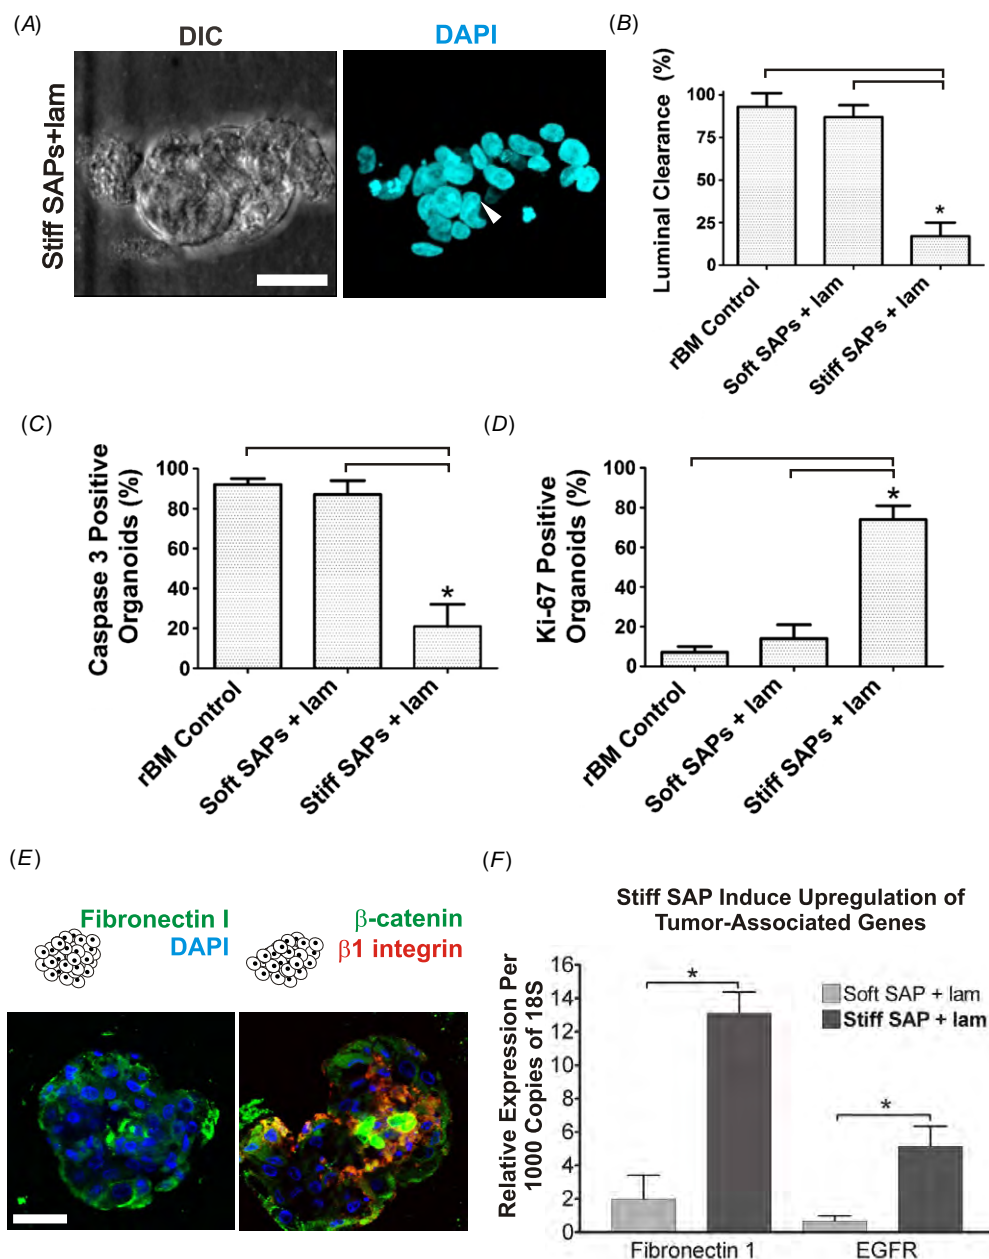 (A)
DIC
DAPI
Stiff SAPs+lam
(B)
Luminal Clearance (%)
100
75
50
25
0
*
rBM Control
Soft SAPs + lam
Stiff SAPs + lam
(C)
Caspase 3 Positive
Organoids (%)
100
80
60
40
20
0
*
rBM Control
Soft SAPs + lam
Stiff SAPs + lam
(D)
Ki-67 Positive
Organoids (%)
100
80
60
40
20
0
*
rBM Control
Soft SAPs + lam
Stiff SAPs + lam
(E)
Fibronectin I
DAPI
β-catenin
β1 integrin
(F)
Stiff SAP Induce Upregulation of
Tumor-Associated Genes
Relative Expression Per
1000 Copies of 18S
16
14
12
10
8
6
4
2
0
*
*
Soft SAP + lam
Stiff SAP + lam
Fibronectin 1
EGFR